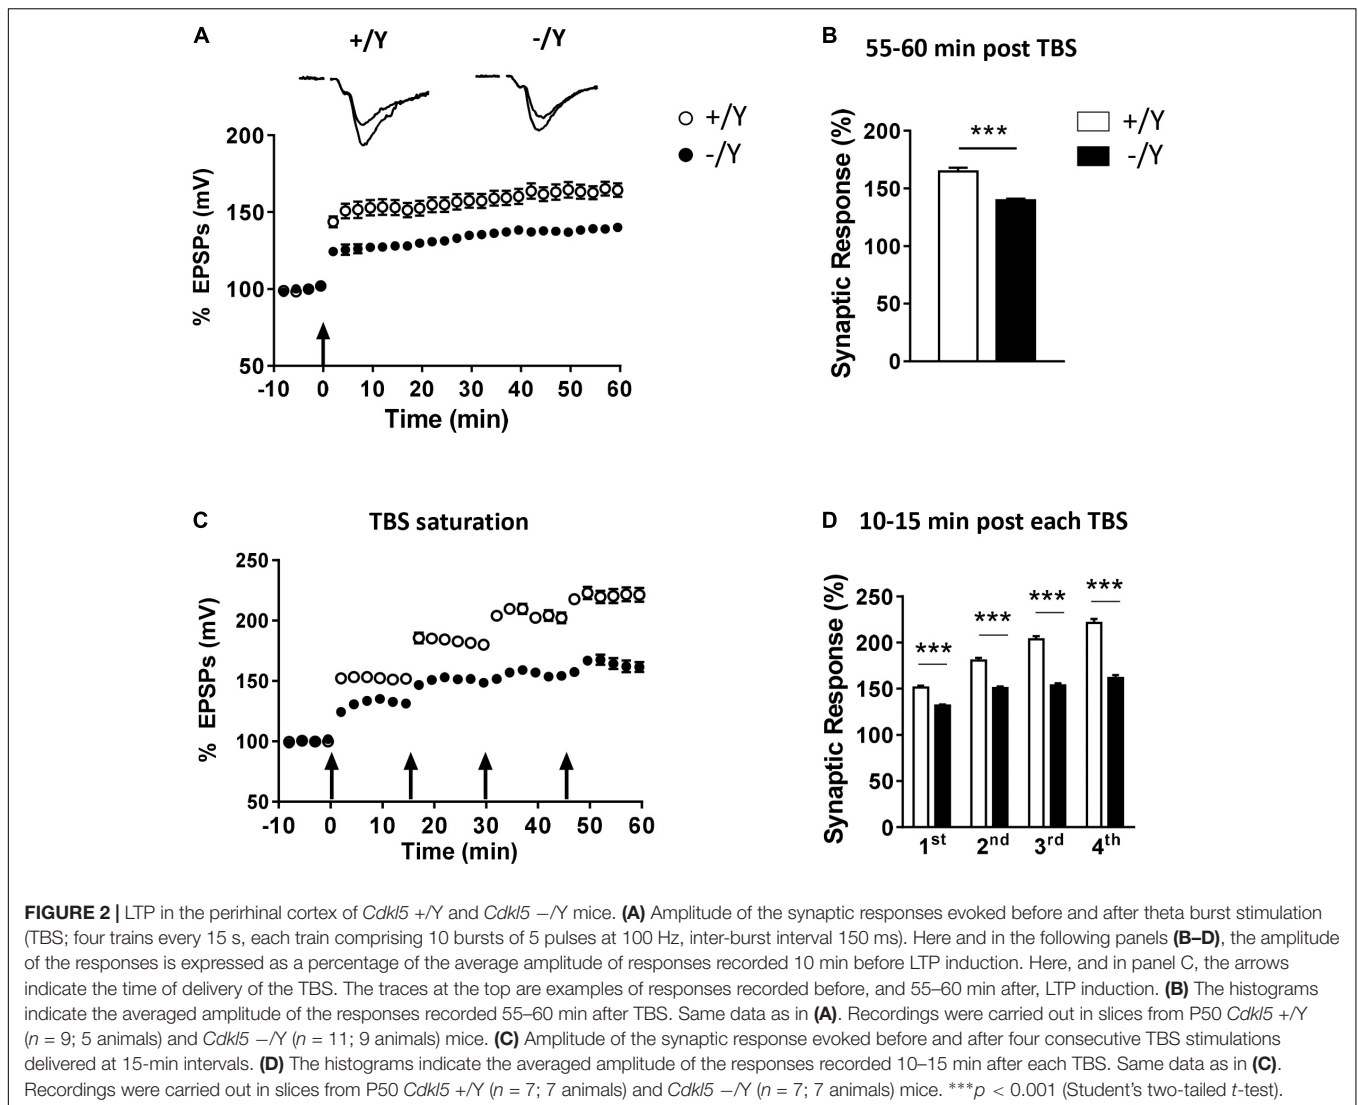 A
+/Y
-/Y
+/Y
-/Y
% EPSPs (mV)
200
150
100
50
-10 0 10 20 30 40 50 60
Time (min)
B
55-60 min post TBS
+/Y
-/Y
Synaptic Response (%)
200
150
100
50
0
***
C
TBS saturation
% EPSPs (mV)
250
200
150
100
50
-10 0 10 20 30 40 50 60
Time (min)
D
10-15 min post each TBS
Synaptic Response (%)
250
200
150
100
50
0
*** *** *** ***
1st 2nd 3rd 4th
FIGURE 2 | LTP in the perirhinal cortex of Cdkl5 +/Y and Cdkl5 −/Y mice. (A) Amplitude of the synaptic responses evoked before and after theta burst stimulation
(TBS; four trains every 15 s, each train comprising 10 bursts of 5 pulses at 100 Hz, inter-burst interval 150 ms). Here and in the following panels (B–D), the amplitude
of the responses is expressed as a percentage of the average amplitude of responses recorded 10 min before LTP induction. Here, and in panel C, the arrows
indicate the time of delivery of the TBS. The traces at the top are examples of responses recorded before, and 55–60 min after, LTP induction. (B) The histograms
indicate the averaged amplitude of the responses recorded 55–60 min after TBS. Same data as in (A). Recordings were carried out in slices from P50 Cdkl5 +/Y
(n = 9; 5 animals) and Cdkl5 −/Y (n = 11; 9 animals) mice. (C) Amplitude of the synaptic response evoked before and after four consecutive TBS stimulations
delivered at 15-min intervals. (D) The histograms indicate the averaged amplitude of the responses recorded 10–15 min after each TBS. Same data as in (C).
Recordings were carried out in slices from P50 Cdkl5 +/Y (n = 7; 7 animals) and Cdkl5 −/Y (n = 7; 7 animals) mice. ***p < 0.001 (Student's two-tailed t-test).